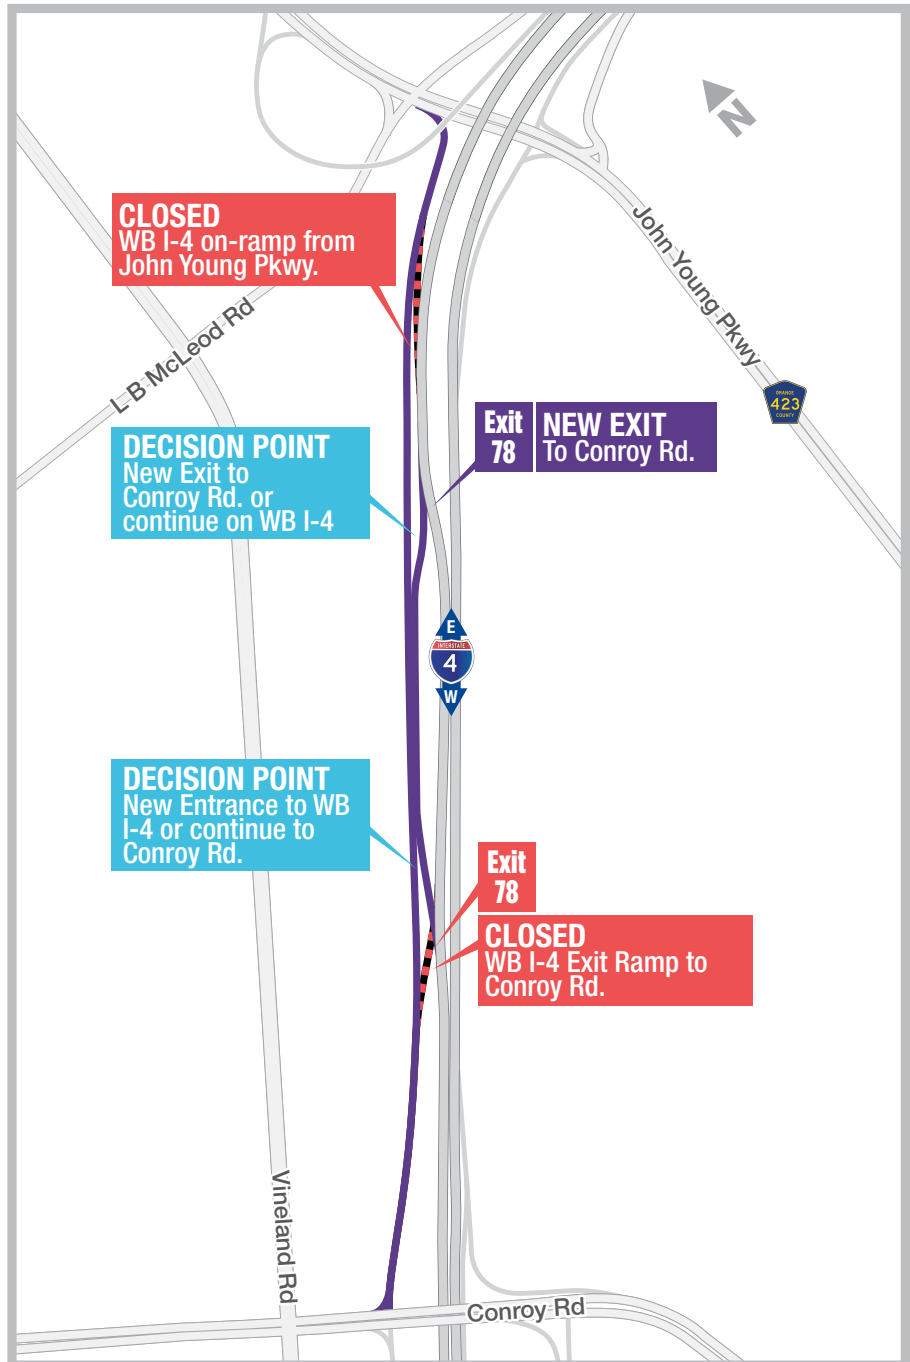 N
CLOSED
WB I-4 on-ramp from
John Young Pkwy.
John Young Pkwy
L B McLeod Rd
ORANGE
423
COUNTY
Exit
78
NEW EXIT
To Conroy Rd.
DECISION POINT
New Exit to
Conroy Rd. or
continue on WB I-4
E
INTERSTATE
4
W
DECISION POINT
New Entrance to WB
I-4 or continue to
Conroy Rd.
Exit
78
CLOSED
WB I-4 Exit Ramp to
Conroy Rd.
Vineland Rd
Conroy Rd